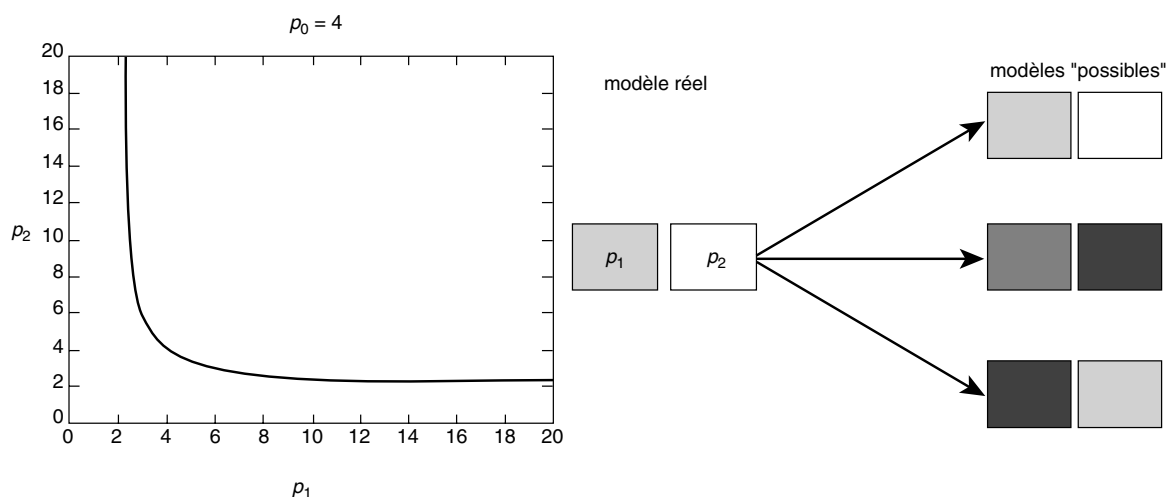 p₀ = 4
20
18
16
14
12
10
8
6
4
2
0
p₂
0 2 4 6 8 10 12 14 16 18 20
p₁
modèle réel
modèles "possibles"
p₁ p₂